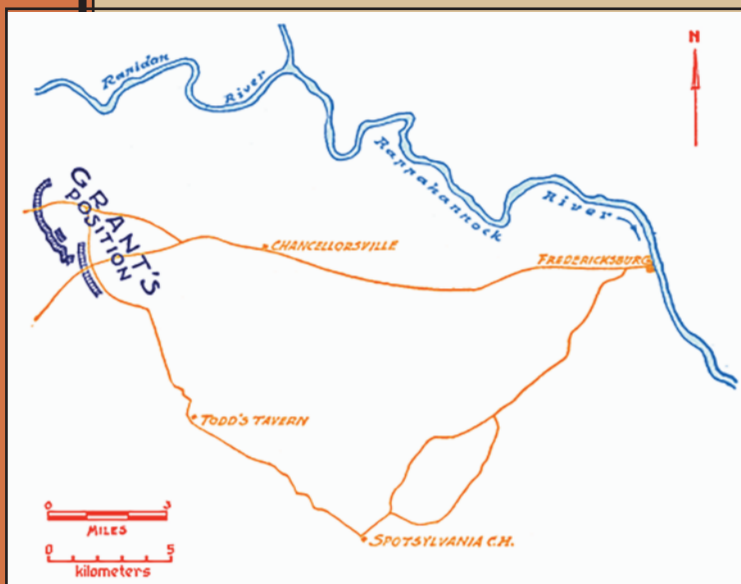 N
Rapidan
River
Rappahannock
River
GRANT'S
POSITION
CHANCELLORSVILLE
FREDERICKSBURG
TODD'S TAVERN
SPOTSYLVANIA C.H.
0 3
MILES
0 5
kilometers